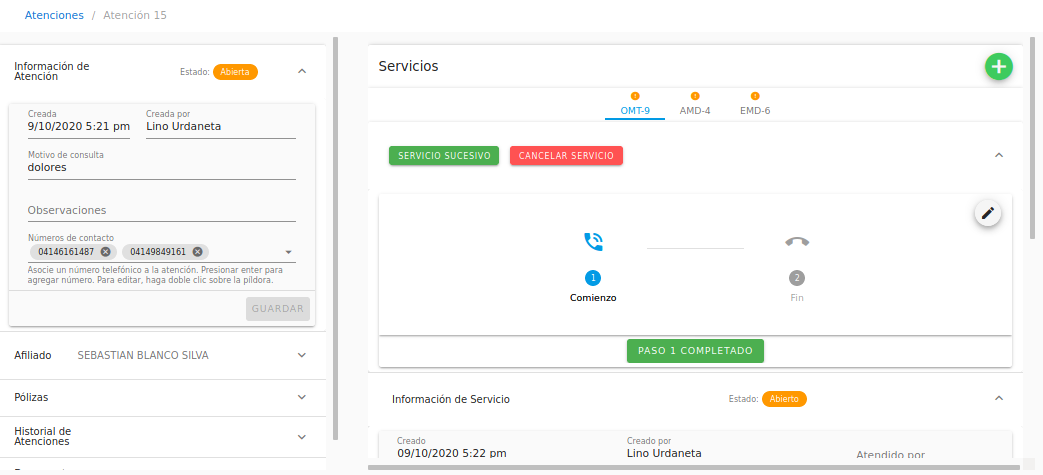 Atenciones / Atención 15
Información de
Atención
Estado: Abierta
Creada
9/10/2020 5:21 pm
Creada por
Lino Urdaneta
Motivo de consulta
dolores
Observaciones
Números de contacto
04146161487
04149849161
Asocie un número telefónico a la atención. Presionar enter para
agregar número. Para editar, haga doble clic sobre la píldora.
GUARDAR
Afiliado SEBASTIAN BLANCO SILVA
Pólizas
Historial de
Atenciones
Servicios
OMT-9
AMD-4
EMD-6
SERVICIO SUCESIVO
CANCELAR SERVICIO
1
Comienzo
2
Fin
PASO 1 COMPLETADO
Información de Servicio
Estado: Abierto
Creado
09/10/2020 5:22 pm
Creado por
Lino Urdaneta
Atendido por